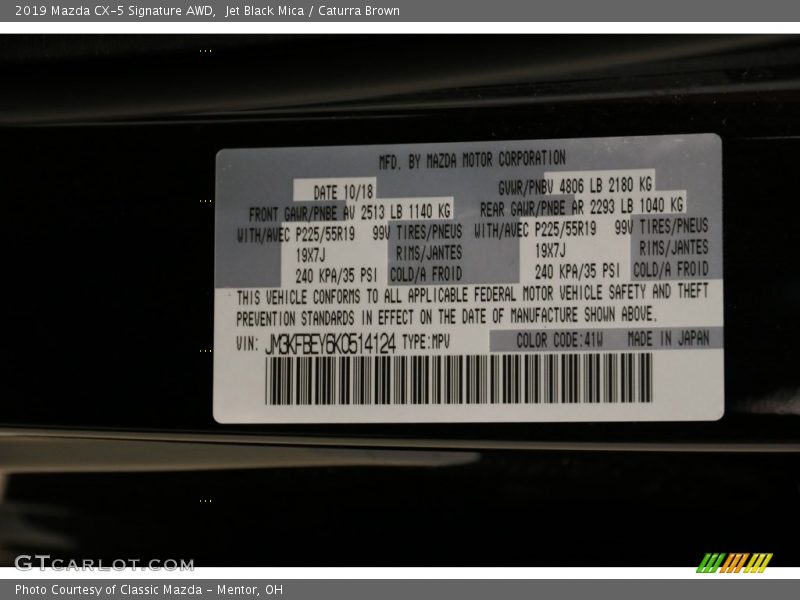 2019 Mazda CX-5 Signature AWD,  Jet Black Mica / Caturra Brown
MFD. BY MAZDA MOTOR CORPORATION
DATE 10/18 GVWR/PNBV 4806 LB 2180 KG
FRONT GAWR/PNBE AV 2513 LB 1140 KG REAR GAWR/PNBE AR 2293 LB 1040 KG
WITH/AVEC P225/55R19 99V TIRES/PNEUS WITH/AVEC P225/55R19 99V TIRES/PNEUS
19X7J RIMS/JANTES 19X7J RIMS/JANTES
240 KPA/35 PSI COLD/A FROID 240 KPA/35 PSI COLD/A FROID
THIS VEHICLE CONFORMS TO ALL APPLICABLE FEDERAL MOTOR VEHICLE SAFETY AND THEFT
PREVENTION STANDARDS IN EFFECT ON THE DATE OF MANUFACTURE SHOWN ABOVE.
VIN: JM3KFBEY6K0514124 TYPE:MPV COLOR CODE:41W MADE IN JAPAN
GTCARLOT.COM
Photo Courtesy of Classic Mazda - Mentor, OH